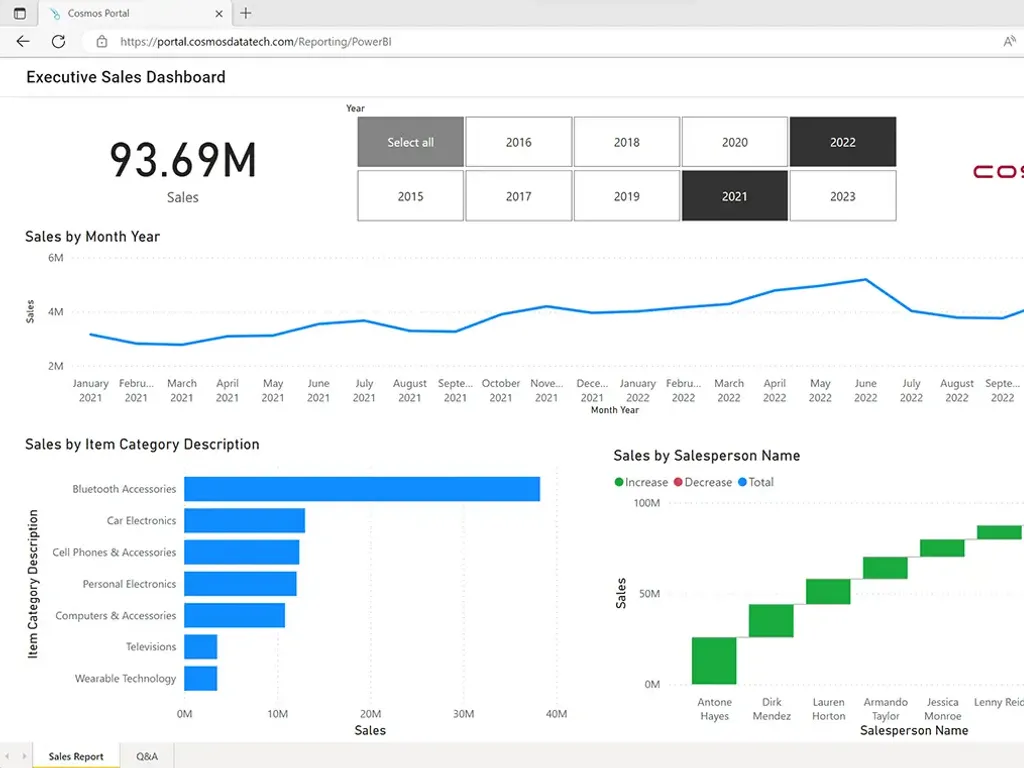 Cosmos Portal
https://portal.cosmosdatatech.com/Reporting/PowerBI
Executive Sales Dashboard
93.69M
Sales
Year
Select all 2016 2018 2020 2022
2015 2017 2019 2021 2023
Sales by Month Year
6M
4M
2M
Sales
January 2021
Febru... 2021
March 2021
April 2021
May 2021
June 2021
July 2021
August 2021
Septe... 2021
October 2021
Nove... 2021
Dece... 2021
January 2022
Febru... 2022
March 2022
April 2022
May 2022
June 2022
July 2022
August 2022
Septe... 2022
Month Year
Sales by Item Category Description
Item Category Description
Bluetooth Accessories
Car Electronics
Cell Phones & Accessories
Personal Electronics
Computers & Accessories
Televisions
Wearable Technology
0M 10M 20M 30M 40M
Sales
Sales by Salesperson Name
Increase Decrease Total
100M
50M
0M
Sales
Antone Hayes
Dirk Mendez
Lauren Horton
Armando Taylor
Jessica Monroe
Lenny Reid
Salesperson Name
Sales Report
Q&A